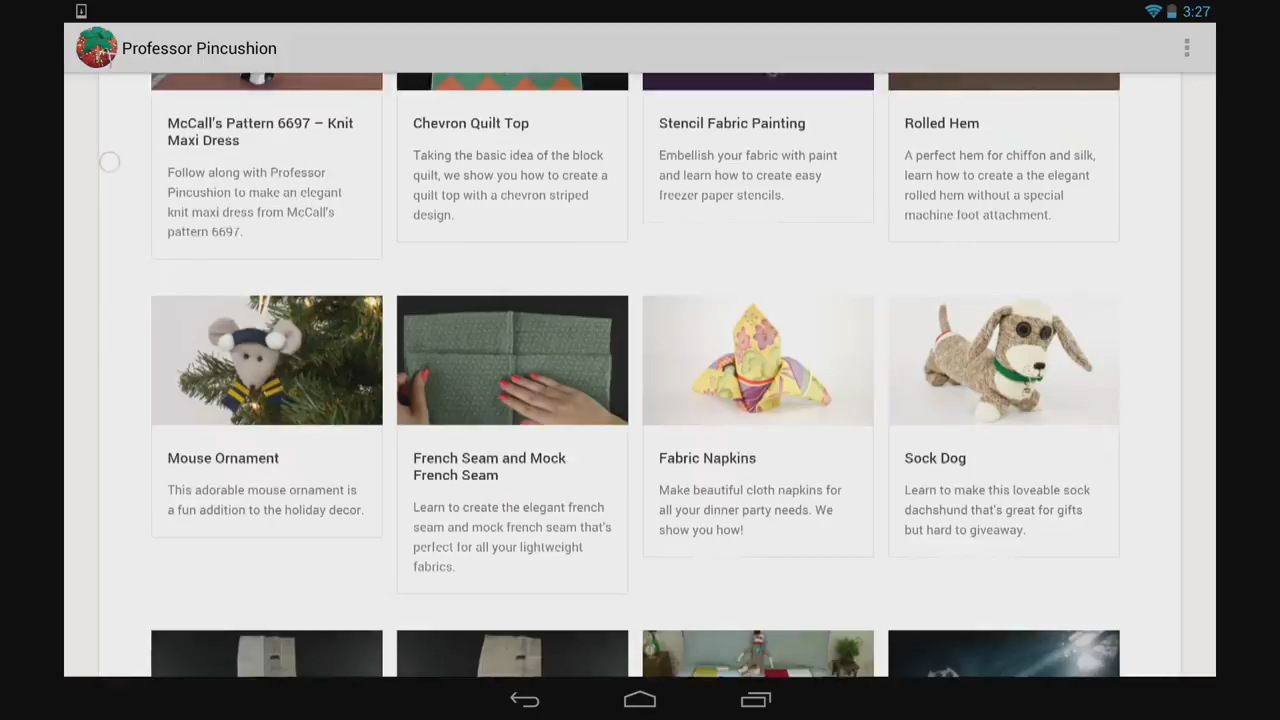 3:27
Professor Pincushion
McCall's Pattern 6697 – Knit
Maxi Dress
Follow along with Professor
Pincushion to make an elegant
knit maxi dress from McCall's
pattern 6697.
Chevron Quilt Top
Taking the basic idea of the block
quilt, we show you how to create a
quilt top with a chevron striped
design.
Stencil Fabric Painting
Embellish your fabric with paint
and learn how to create easy
freezer paper stencils.
Rolled Hem
A perfect hem for chiffon and silk,
learn how to create a the elegant
rolled hem without a special
machine foot attachment.
Mouse Ornament
This adorable mouse ornament is
a fun addition to the holiday decor.
French Seam and Mock
French Seam
Learn to create the elegant french
seam and mock french seam that's
perfect for all your lightweight
fabrics.
Fabric Napkins
Make beautiful cloth napkins for
all your dinner party needs. We
show you how!
Sock Dog
Learn to make this loveable sock
dachshund that's great for gifts
but hard to giveaway.